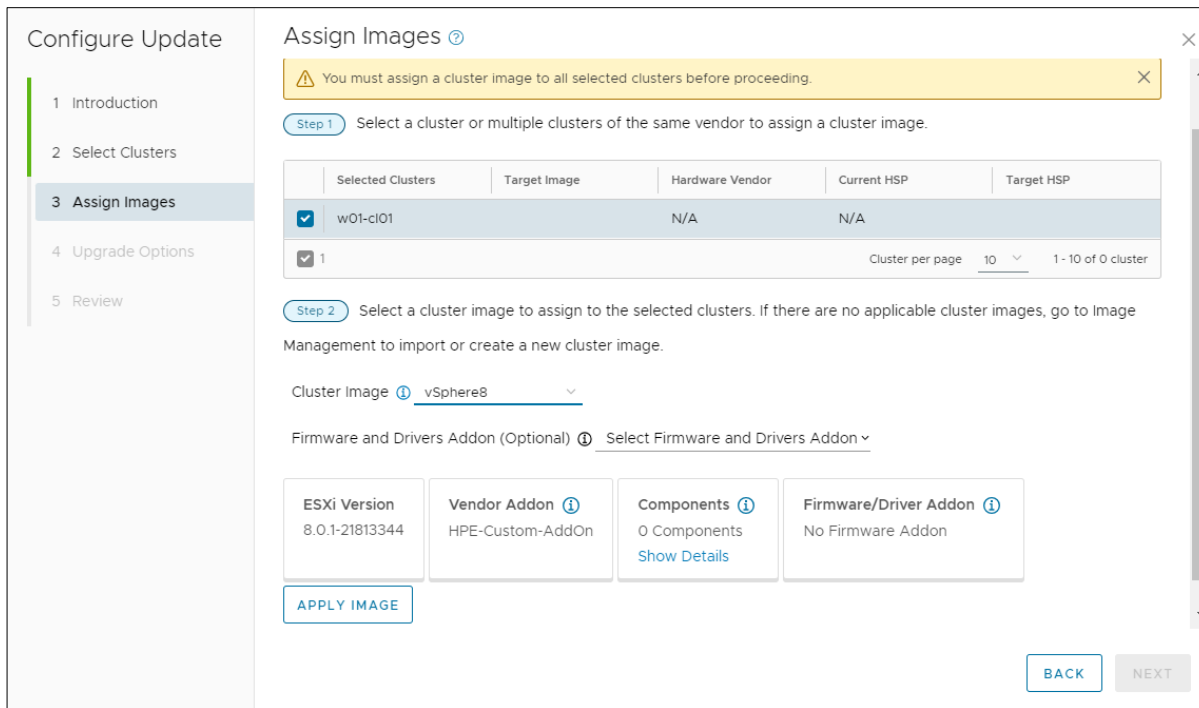 Configure Update
1 Introduction
2 Select Clusters
3 Assign Images
4 Upgrade Options
5 Review
Assign Images
You must assign a cluster image to all selected clusters before proceeding.
Step 1 Select a cluster or multiple clusters of the same vendor to assign a cluster image.
Selected Clusters Target Image Hardware Vendor Current HSP Target HSP
w01-cl01 N/A N/A
1 Cluster per page 10 1 - 10 of 0 cluster
Step 2 Select a cluster image to assign to the selected clusters. If there are no applicable cluster images, go to Image
Management to import or create a new cluster image.
Cluster Image vSphere8
Firmware and Drivers Addon (Optional) Select Firmware and Drivers Addon
ESXi Version Vendor Addon Components Firmware/Driver Addon
8.0.1-21813344 HPE-Custom-AddOn 0 Components No Firmware Addon
Show Details
APPLY IMAGE
BACK NEXT